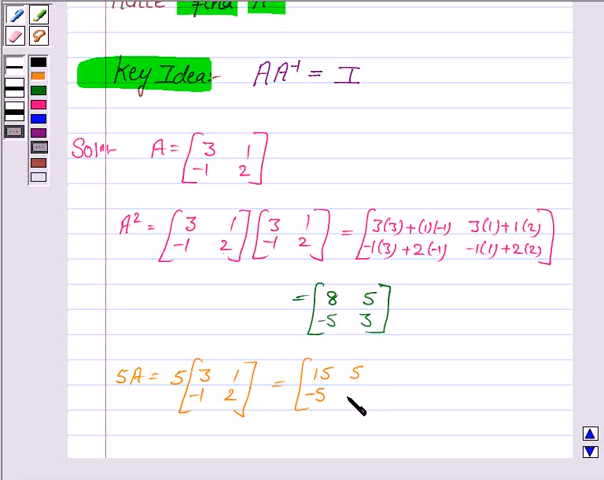 find A
Key Idea:- AA⁻¹ = I
Soln:- A = [3 1
-1 2]
A² = [3 1 [3 1 = [3(3)+(1)(-1) 3(1)+1(2)
-1 2] -1 2] -1(3)+2(-1) -1(1)+2(2)]
= [8 5
-5 3]
5A = 5[3 1 = [15 5
-1 2] -5